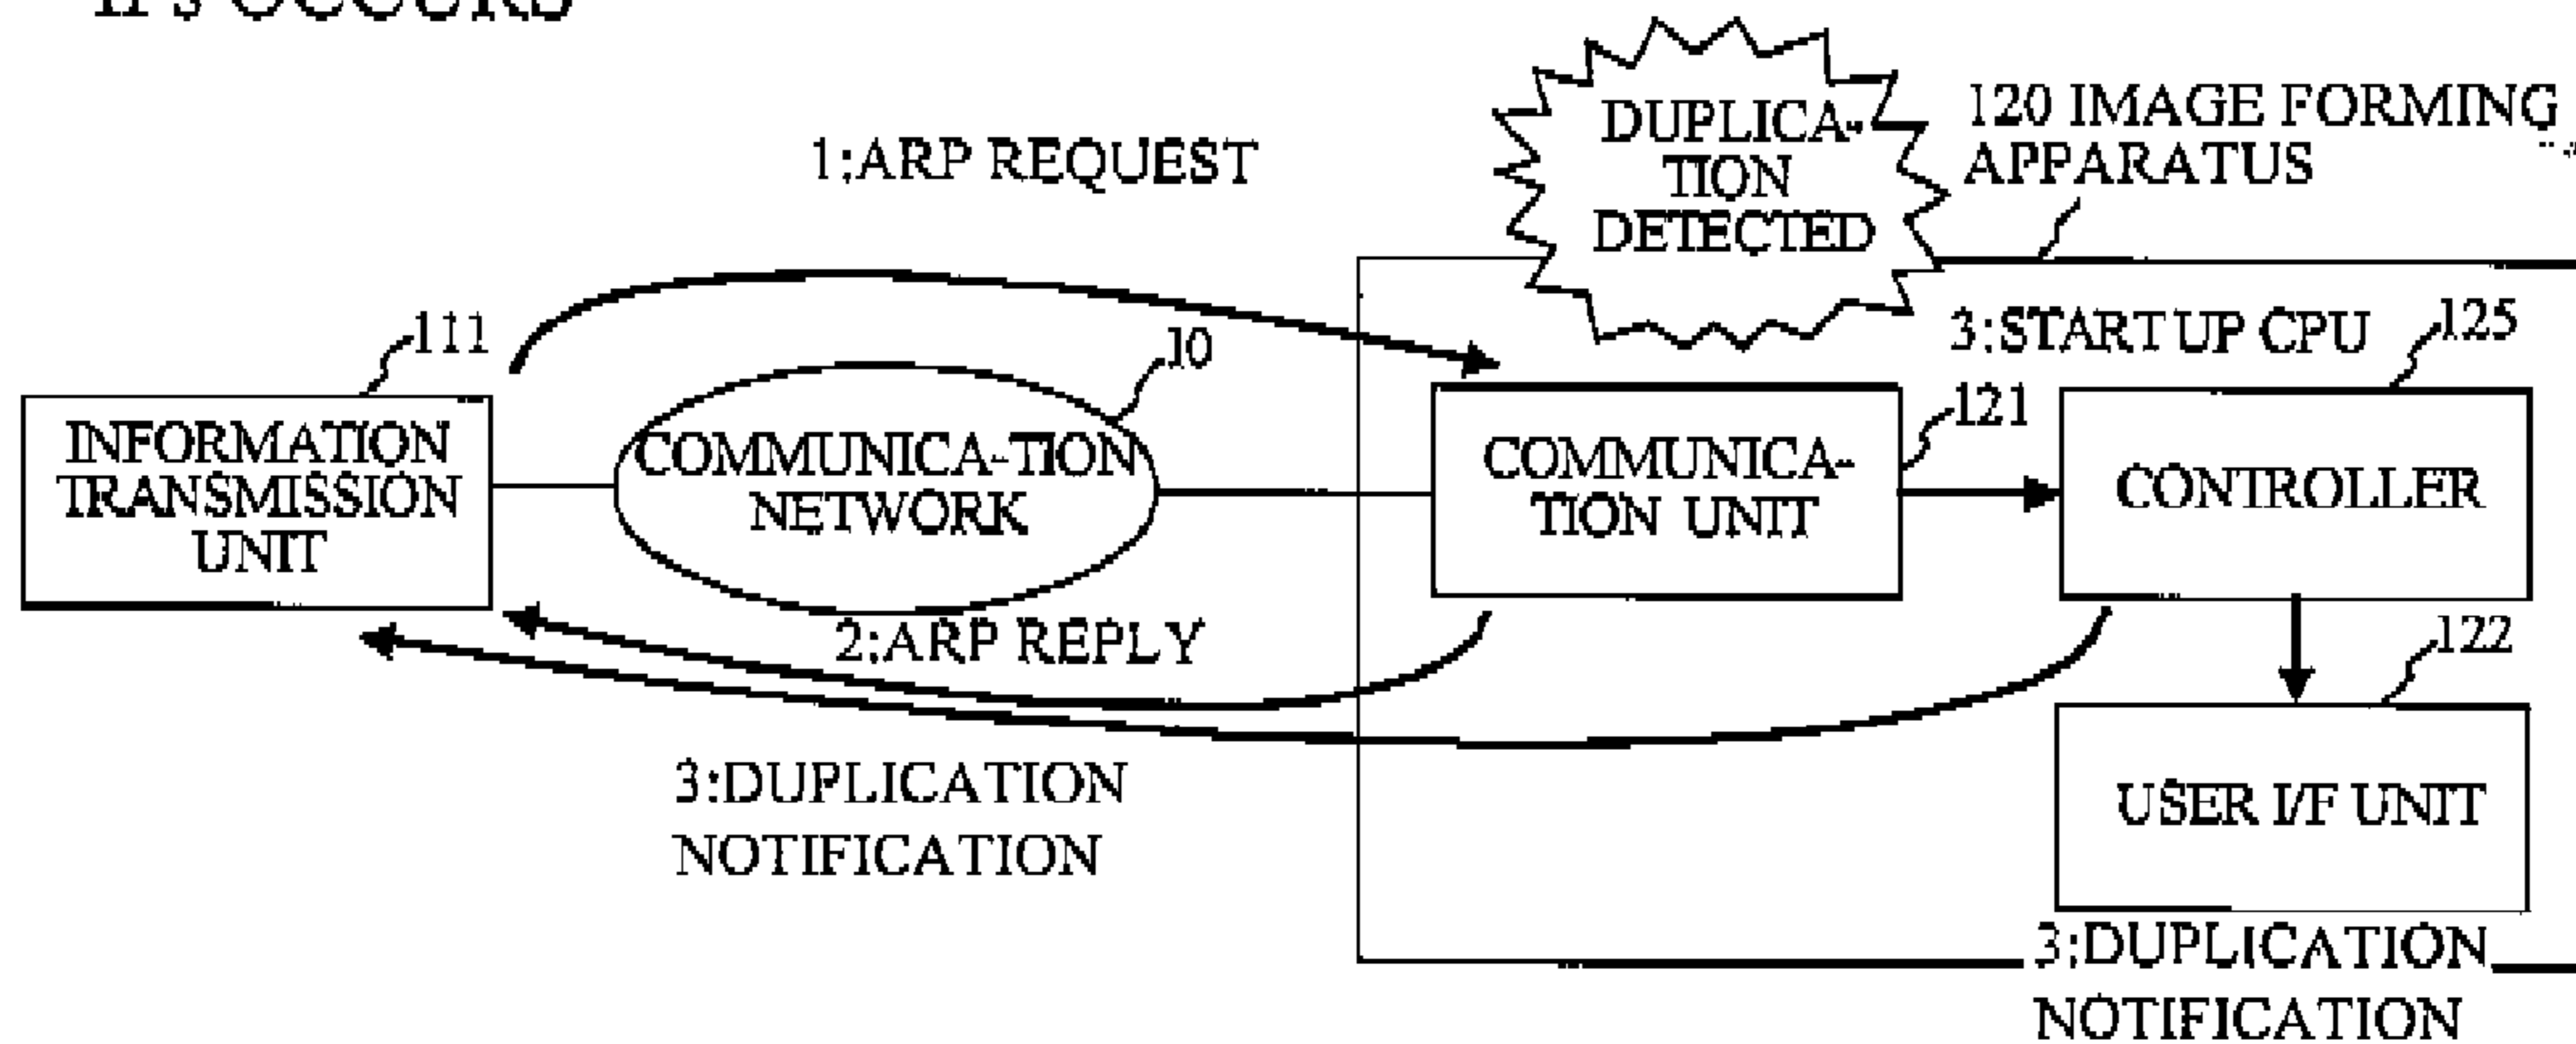 1:ARP REQUEST
DUPLICA-
TION
DETECTED
120 IMAGE FORMING
APPARATUS
111
10
3:START UP CPU
125
121
INFORMATION
TRANSMISSION
UNIT
COMMUNICA-TION
NETWORK
COMMUNICA-
TION UNIT
CONTROLLER
2:ARP REPLY
122
3:DUPLICATION
NOTIFICATION
USER I/F UNIT
3:DUPLICATION
NOTIFICATION